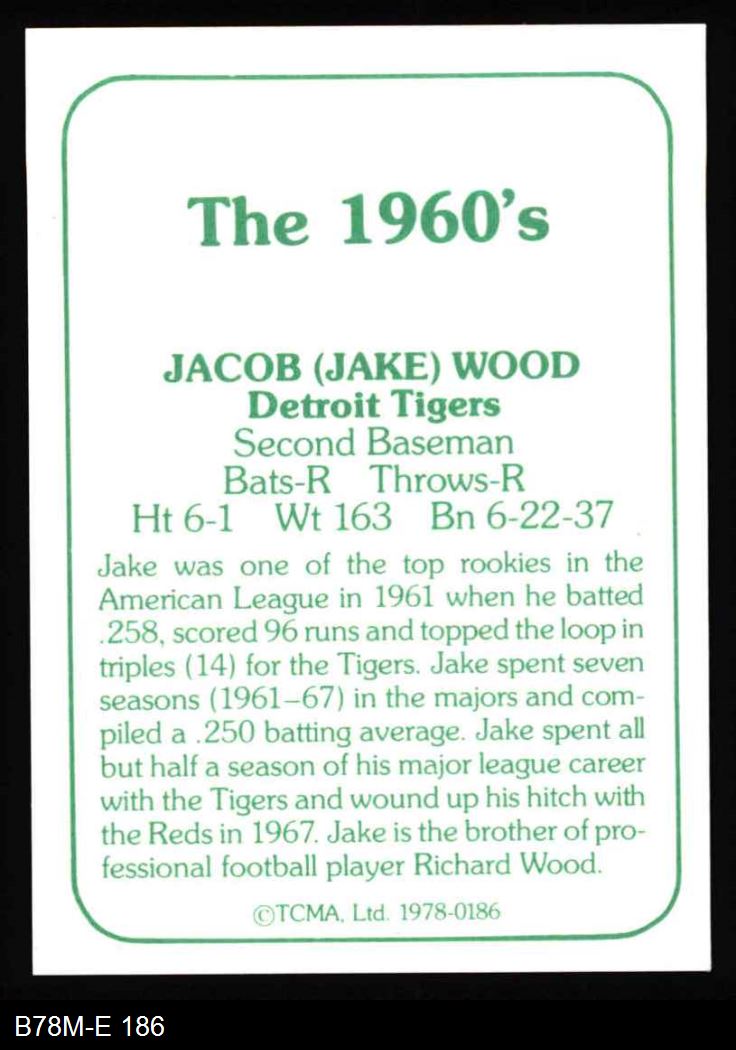 The 1960's
JACOB (JAKE) WOOD
Detroit Tigers
Second Baseman
Bats-R Throws-R
Ht 6-1 Wt 163 Bn 6-22-37
Jake was one of the top rookies in the
American League in 1961 when he batted
.258, scored 96 runs and topped the loop in
triples (14) for the Tigers. Jake spent seven
seasons (1961–67) in the majors and com-
piled a .250 batting average. Jake spent all
but half a season of his major league career
with the Tigers and wound up his hitch with
the Reds in 1967. Jake is the brother of pro-
fessional football player Richard Wood.
©TCMA, Ltd. 1978-0186
B78M-E 186